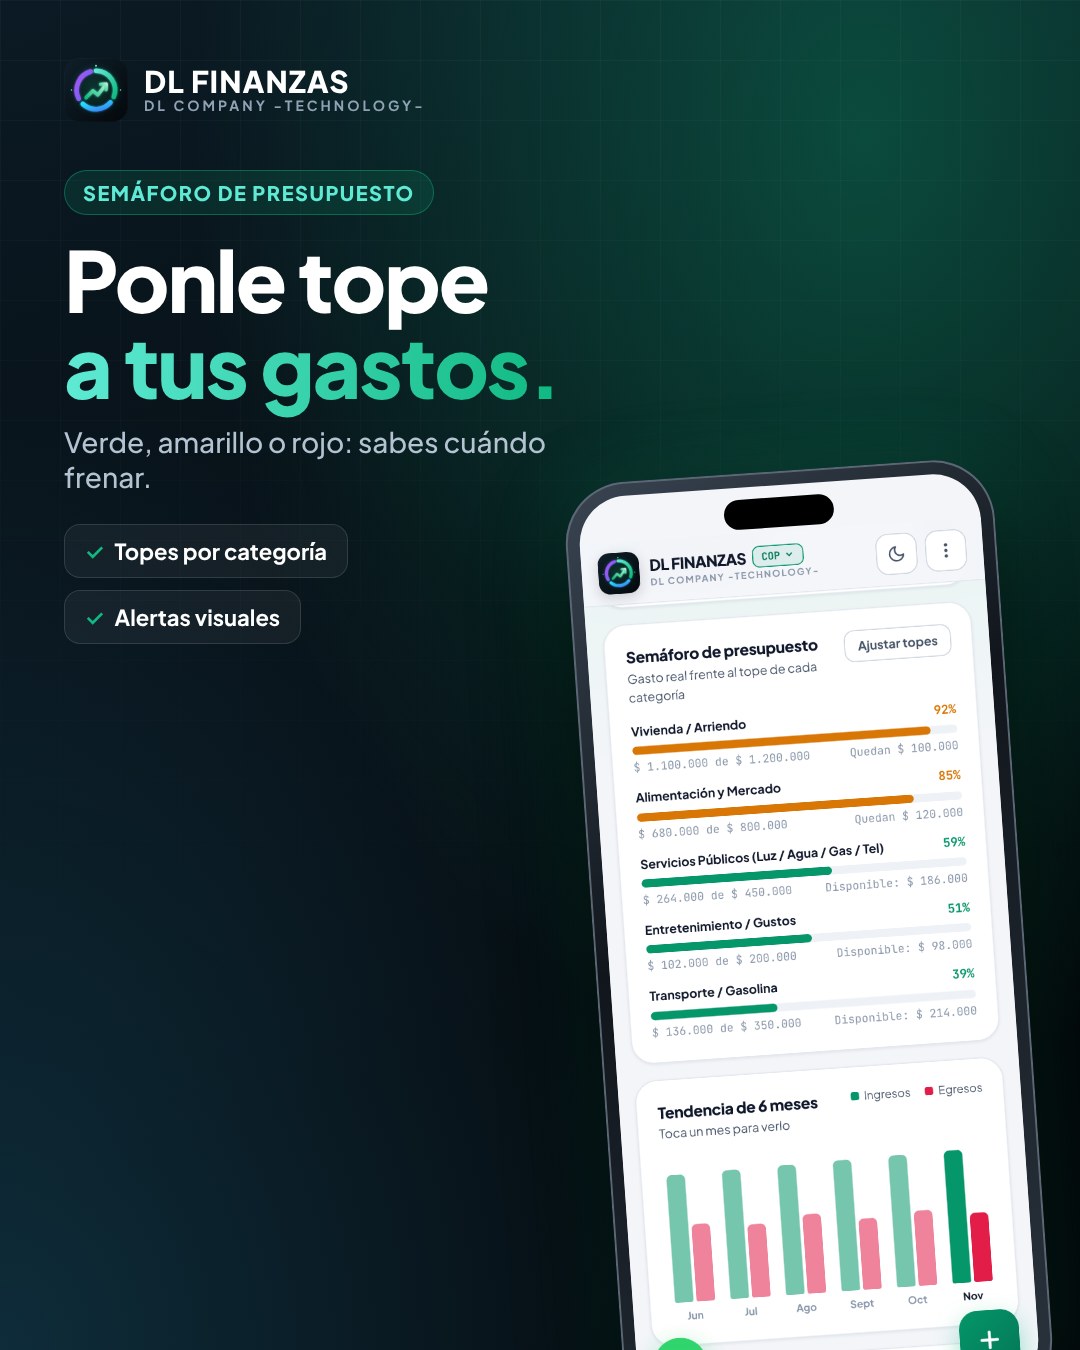 DL FINANZAS
DL COMPANY -TECHNOLOGY-
SEMÁFORO DE PRESUPUESTO
Ponle tope
a tus gastos.
Verde, amarillo o rojo: sabes cuándo
frenar.
Topes por categoría
Alertas visuales
DL FINANZAS COP
DL COMPANY -TECHNOLOGY-
Semáforo de presupuesto
Ajustar topes
Gasto real frente al tope de cada
categoría
Vivienda / Arriendo 92%
$ 1.100.000 de $ 1.200.000 Quedan $ 100.000
Alimentación y Mercado 85%
$ 680.000 de $ 800.000 Quedan $ 120.000
Servicios Públicos (Luz / Agua / Gas / Tel) 59%
$ 264.000 de $ 450.000 Disponible: $ 186.000
Entretenimiento / Gustos 51%
$ 102.000 de $ 200.000 Disponible: $ 98.000
Transporte / Gasolina 39%
$ 136.000 de $ 350.000 Disponible: $ 214.000
Tendencia de 6 meses
Ingresos Egresos
Toca un mes para verlo
Jun Jul Ago Sept Oct Nov